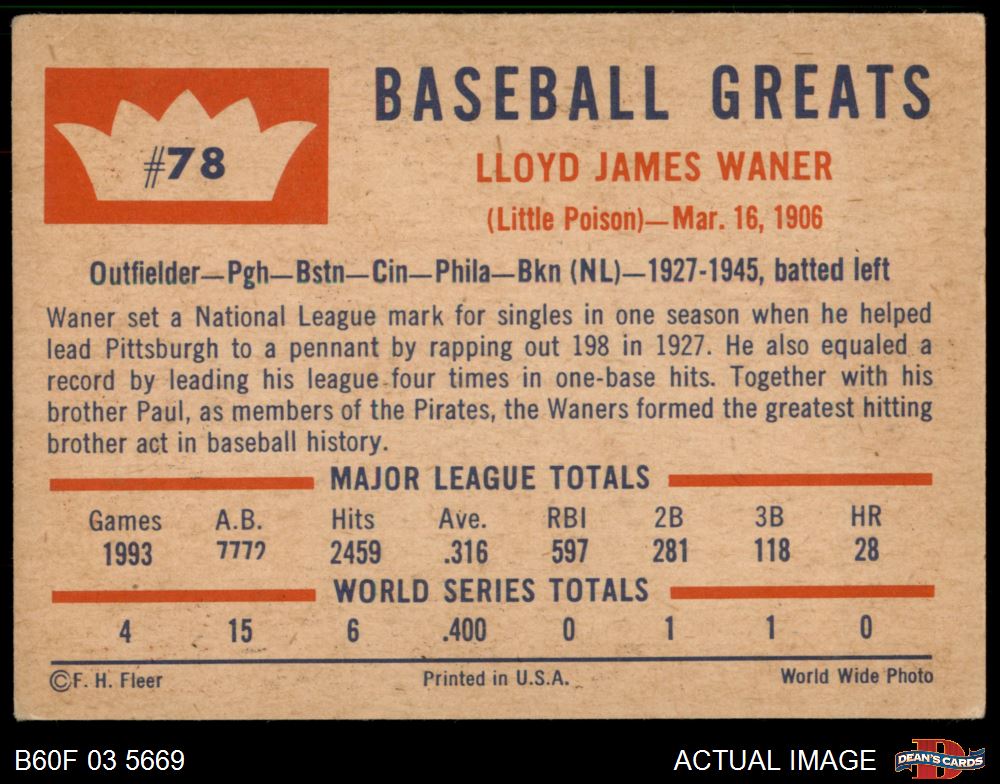 #78
BASEBALL GREATS
LLOYD JAMES WANER
(Little Poison)—Mar. 16, 1906
Outfielder—Pgh—Bstn—Cin—Phila—Bkn (NL)—1927-1945, batted left
Waner set a National League mark for singles in one season when he helped
lead Pittsburgh to a pennant by rapping out 198 in 1927. He also equaled a
record by leading his league four times in one-base hits. Together with his
brother Paul, as members of the Pirates, the Waners formed the greatest hitting
brother act in baseball history.
MAJOR LEAGUE TOTALS
Games A.B. Hits Ave. RBI 2B 3B HR
1993 7772 2459 .316 597 281 118 28
WORLD SERIES TOTALS
4 15 6 .400 0 1 1 0
©F. H. Fleer Printed in U.S.A. World Wide Photo
B60F 03 5669 ACTUAL IMAGE D DEAN'S CARDS